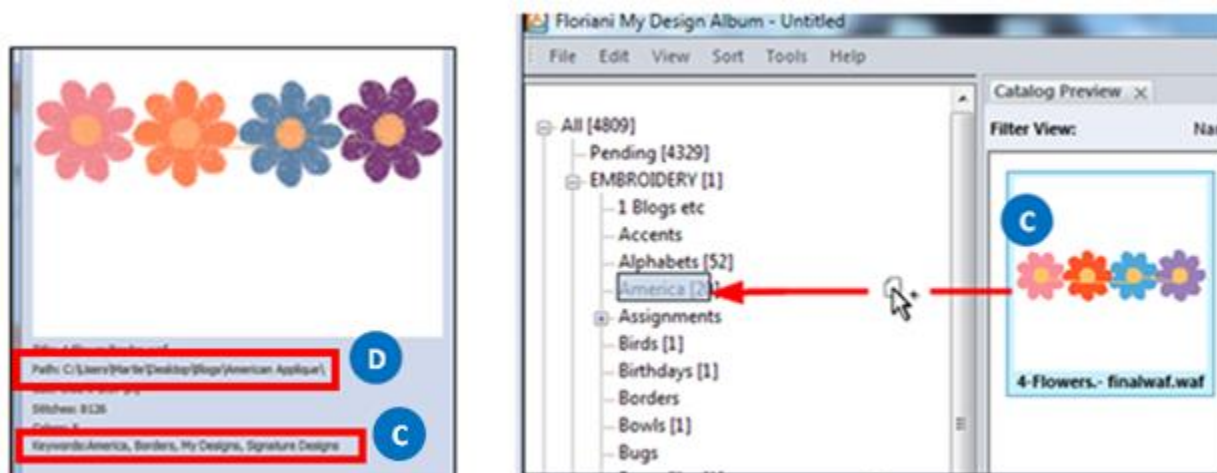 Path: C:\Users\Martie\Desktop\Blogs\American Applique\
D
Stitches: 8126
Keywords:America, Borders, My Designs, Signature Designs
C
Floriani My Design Album - Untitled
File Edit View Sort Tools Help
All [4809]
Pending [4329]
EMBROIDERY [1]
1 Blogs etc
Accents
Alphabets [52]
America
Assignments
Birds [1]
Birthdays [1]
Borders
Bowls [1]
Bugs
Catalog Preview
Filter View:
C
4-Flowers.- finalwaf.waf